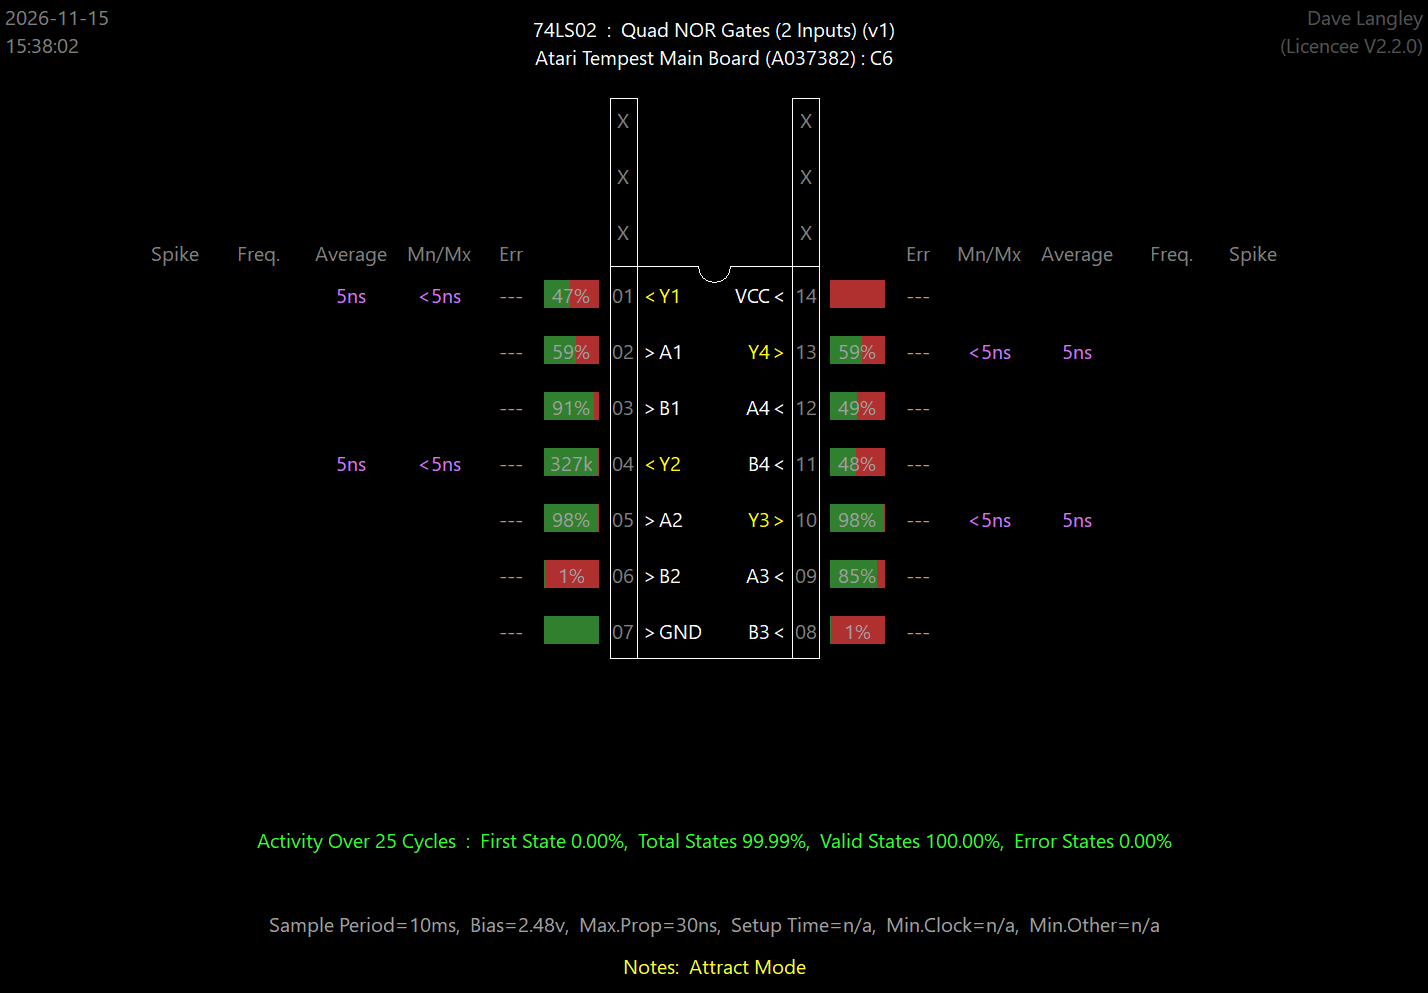 2026-11-15
15:38:02
74LS02  :  Quad NOR Gates (2 Inputs) (v1)
Atari Tempest Main Board (A037382) : C6
Dave Langley
(Licencee V2.2.0)
X X
X X
X X
Spike Freq. Average Mn/Mx Err Err Mn/Mx Average Freq. Spike
5ns <5ns --- 47% 01 <Y1 VCC< 14 ---
--- 59% 02 >A1 Y4> 13 59% --- <5ns 5ns
--- 91% 03 >B1 A4< 12 49% ---
5ns <5ns --- 327k 04 <Y2 B4< 11 48% ---
--- 98% 05 >A2 Y3> 10 98% --- <5ns 5ns
--- 1% 06 >B2 A3< 09 85% ---
--- 07 >GND B3< 08 1% ---
Activity Over 25 Cycles  :  First State 0.00%,  Total States 99.99%,  Valid States 100.00%,  Error States 0.00%
Sample Period=10ms,  Bias=2.48v,  Max.Prop=30ns,  Setup Time=n/a,  Min.Clock=n/a,  Min.Other=n/a
Notes:  Attract Mode